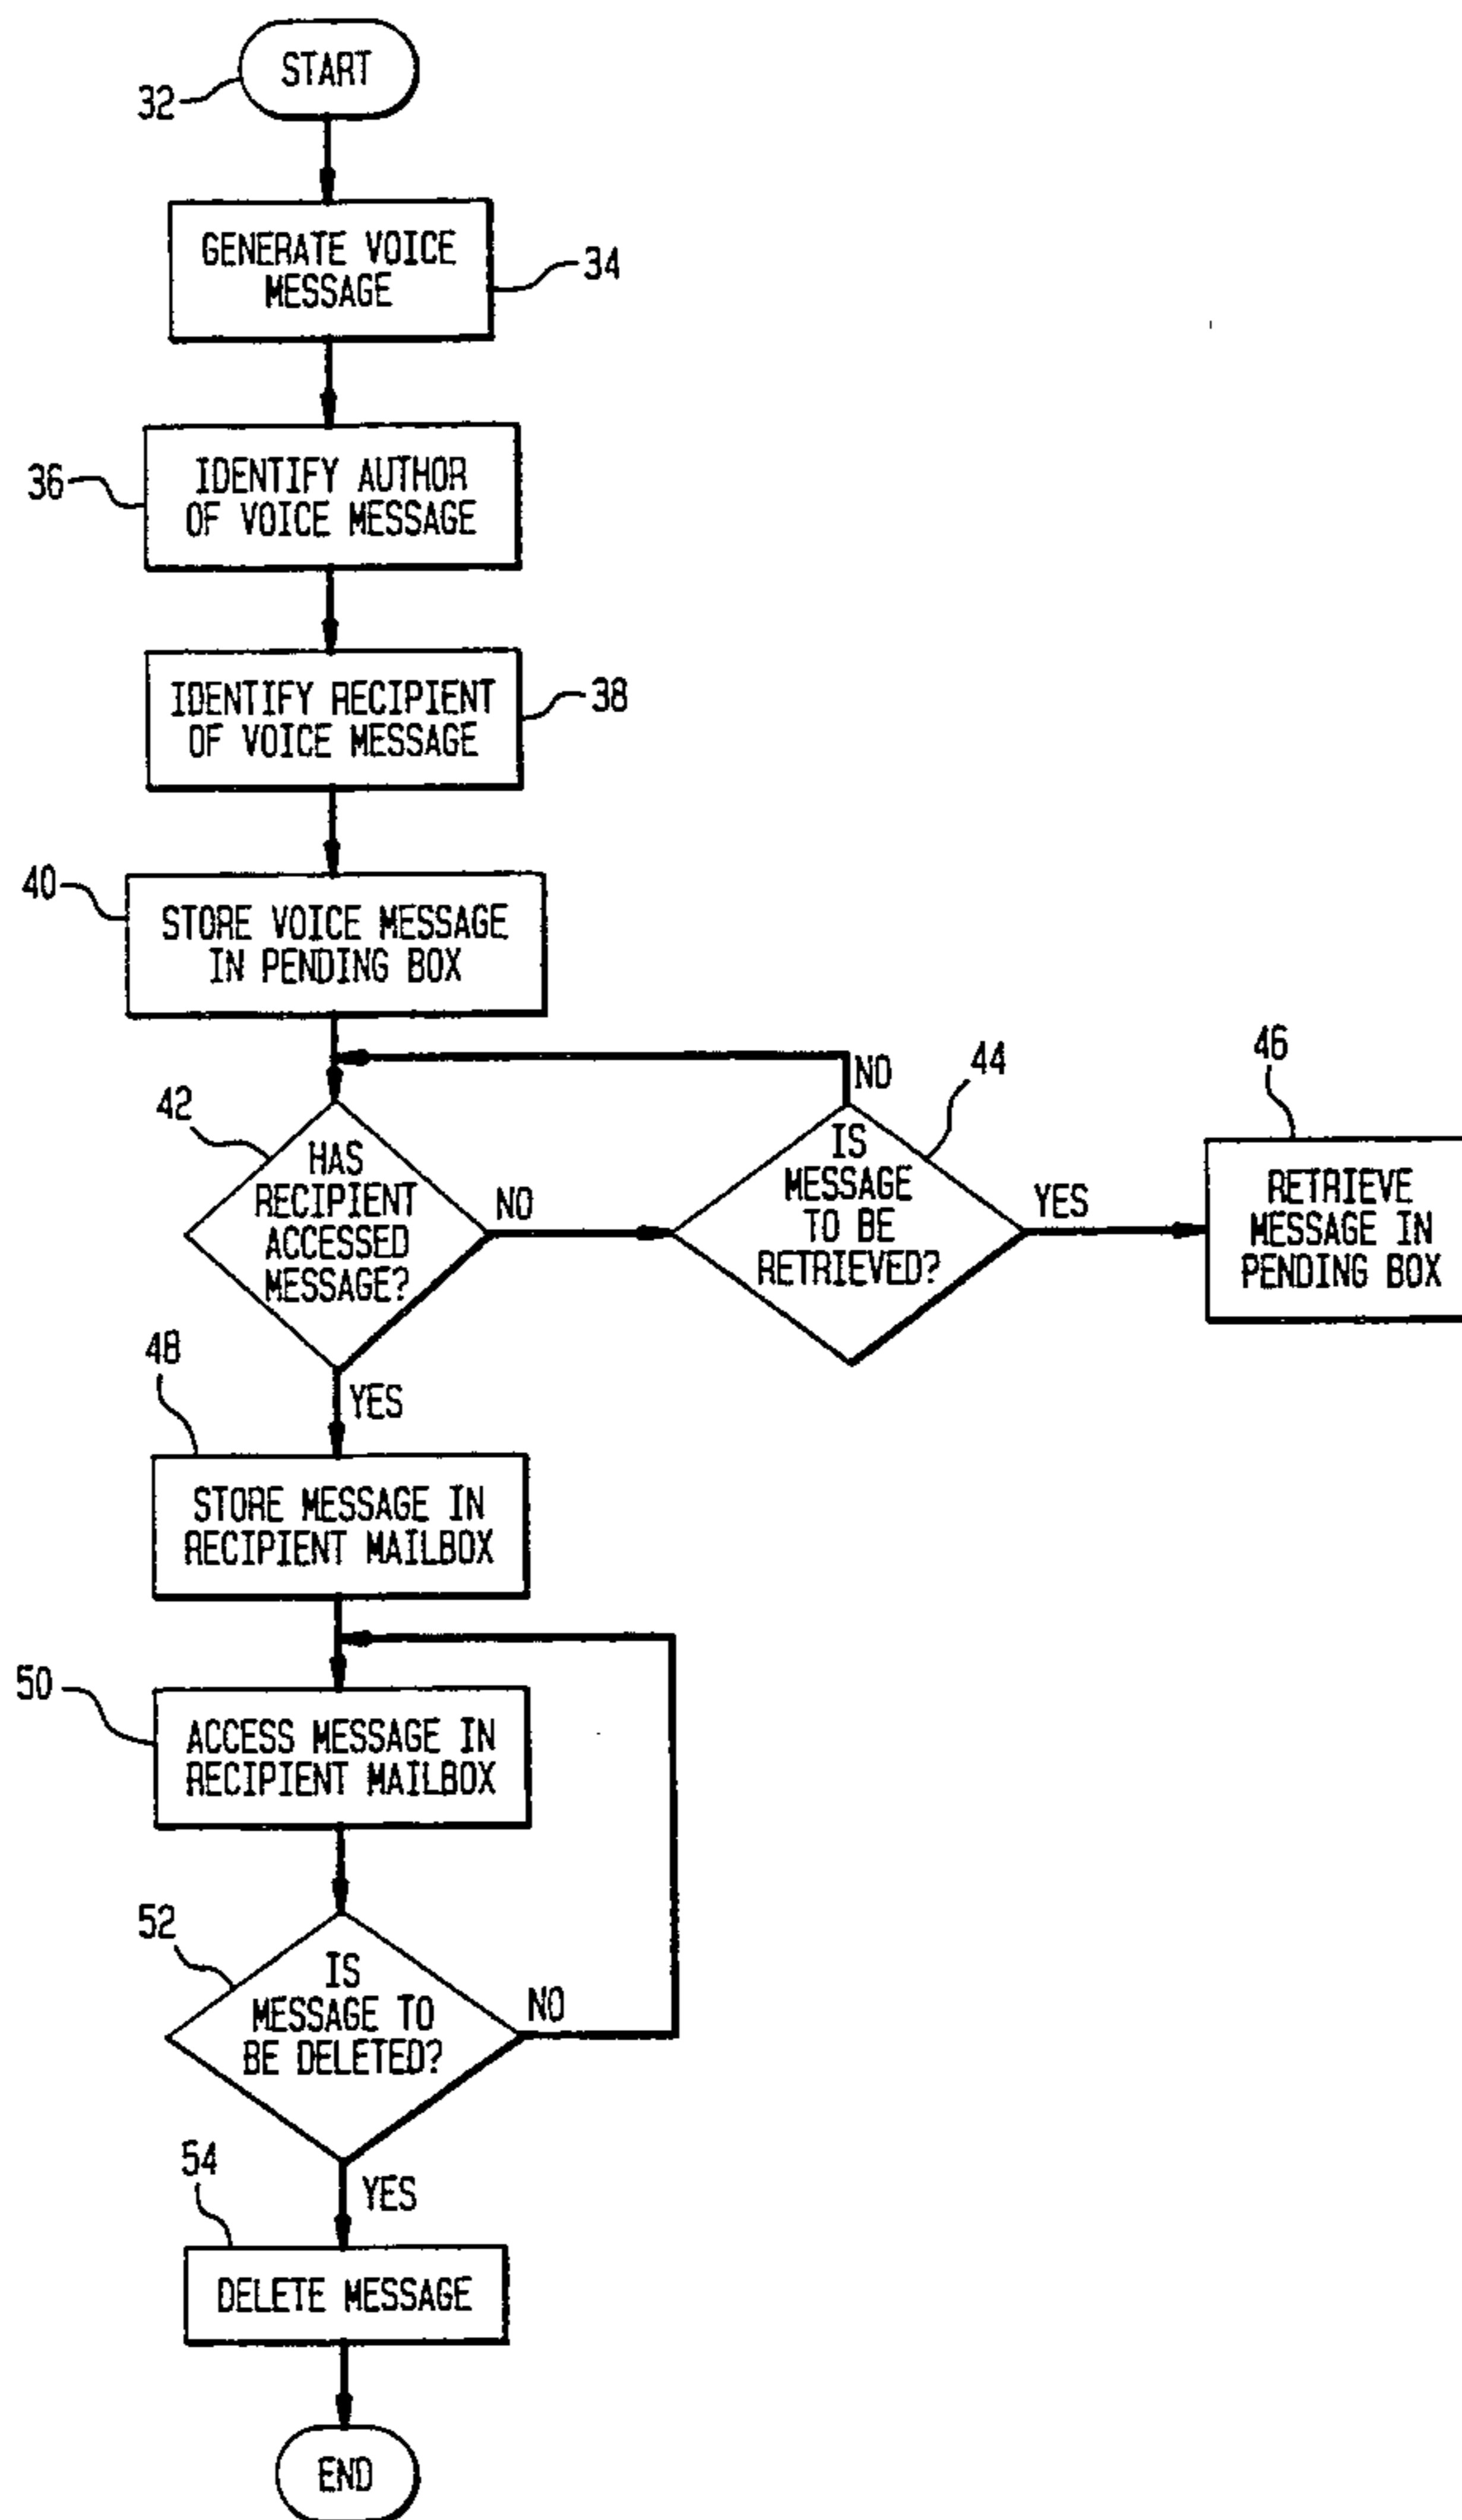 START
32
GENERATE VOICE
MESSAGE
34
36
IDENTIFY AUTHOR
OF VOICE MESSAGE
IDENTIFY RECIPIENT
OF VOICE MESSAGE
38
40
STORE VOICE MESSAGE
IN PENDING BOX
42
HAS
RECIPIENT
ACCESSED
MESSAGE?
NO
NO
44
IS
MESSAGE
TO BE
RETRIEVED?
YES
46
RETRIEVE
MESSAGE IN
PENDING BOX
48
YES
STORE MESSAGE IN
RECIPIENT MAILBOX
50
ACCESS MESSAGE IN
RECIPIENT MAILBOX
52
IS
MESSAGE TO
BE DELETED?
NO
54
YES
DELETE MESSAGE
END